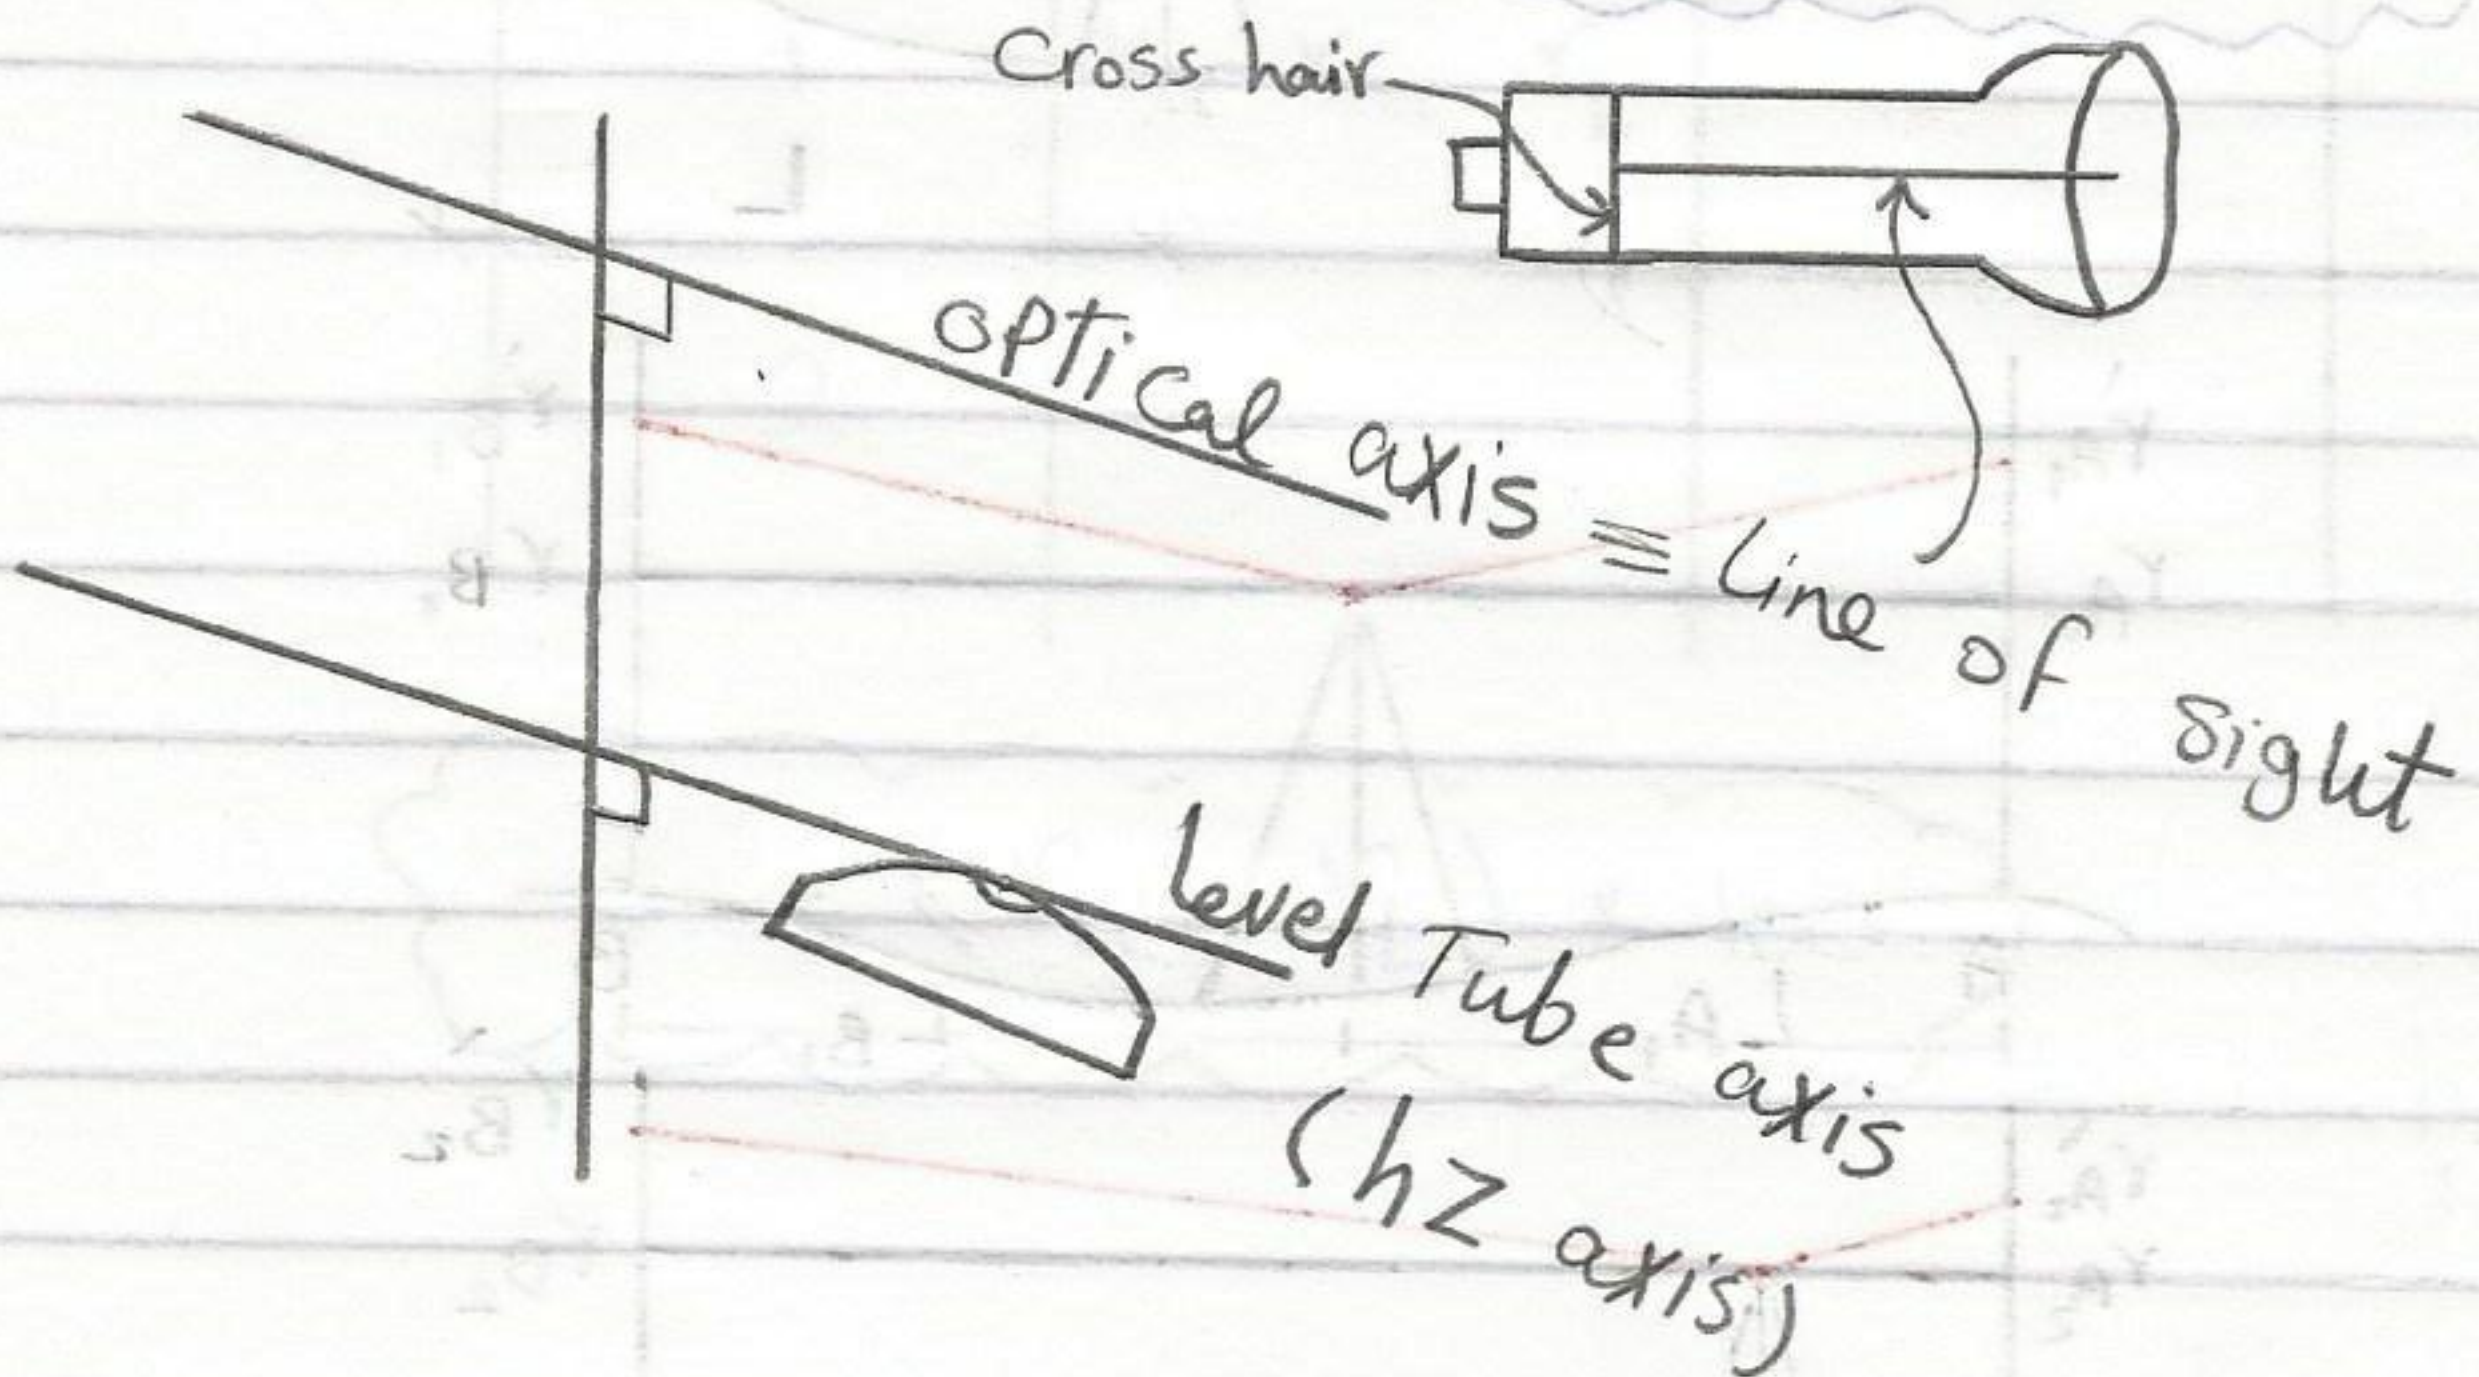 Cross hair
optical axis ≡ Line of sight
Level Tube axis
(hz axis)